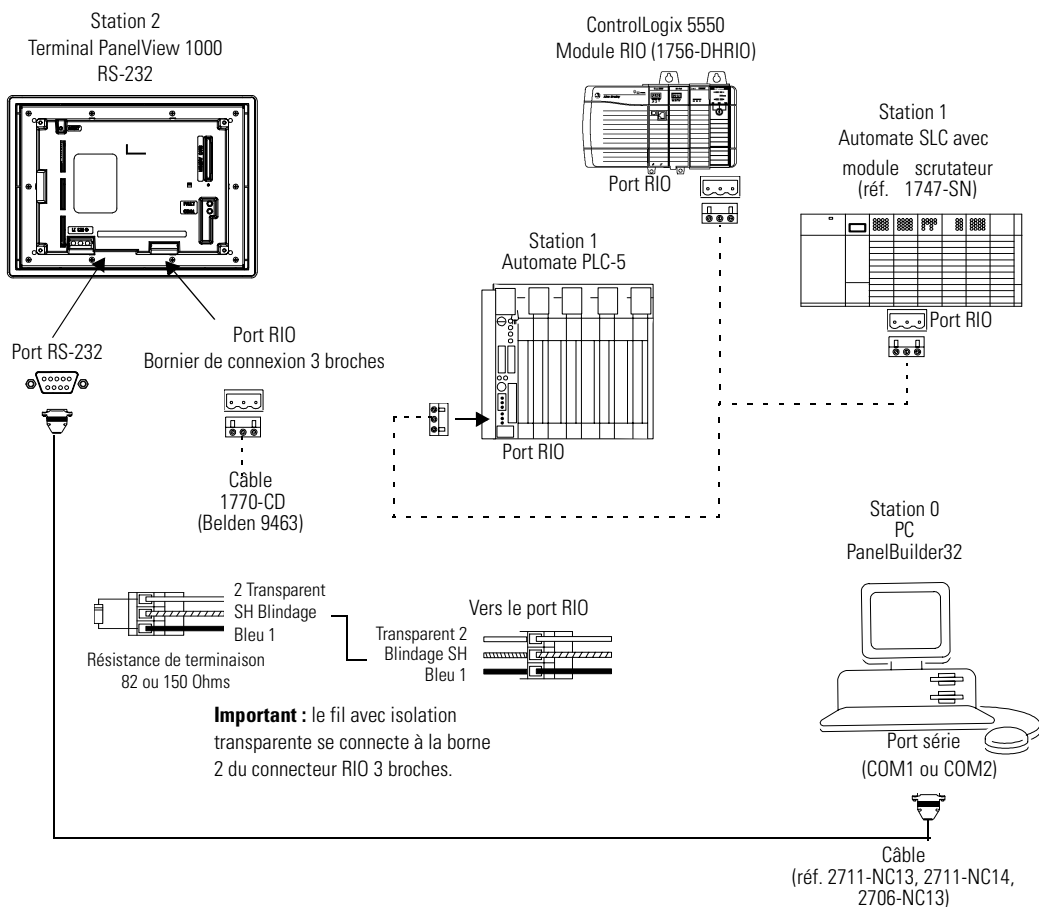 Station 2
Terminal PanelView 1000
RS-232
ControlLogix 5550
Module RIO (1756-DHRIO)
Port RIO
Station 1
Automate SLC avec
module scrutateur
(réf. 1747-SN)
Port RIO
Station 1
Automate PLC-5
Port RIO
Port RS-232
Port RIO
Bornier de connexion 3 broches
Câble
1770-CD
(Belden 9463)
Station 0
PC
PanelBuilder32
2 Transparent
SH Blindage
Bleu 1
Résistance de terminaison
82 ou 150 Ohms
Vers le port RIO
Transparent 2
Blindage SH
Bleu 1
Important : le fil avec isolation
transparente se connecte à la borne
2 du connecteur RIO 3 broches.
Port série
(COM1 ou COM2)
Câble
(réf. 2711-NC13, 2711-NC14,
2706-NC13)